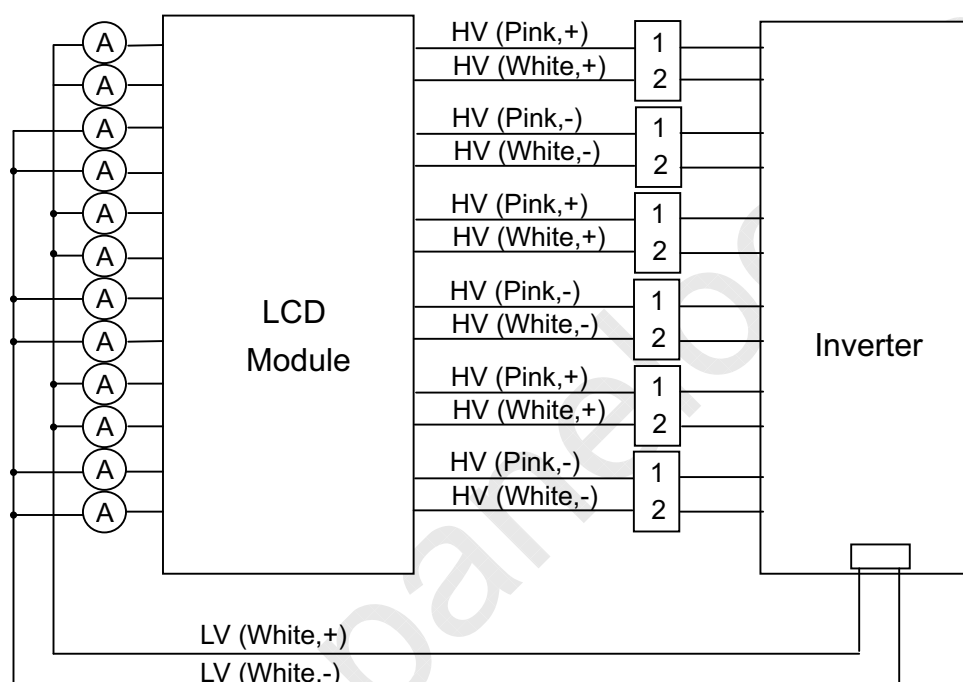 A
A
A
A
A
A
A
A
A
A
A
A
LCD
Module
HV (Pink,+)
HV (White,+)
HV (Pink,-)
HV (White,-)
HV (Pink,+)
HV (White,+)
HV (Pink,-)
HV (White,-)
HV (Pink,+)
HV (White,+)
HV (Pink,-)
HV (White,-)
1
2
1
2
1
2
1
2
1
2
1
2
Inverter
LV (White,+)
LV (White,-)